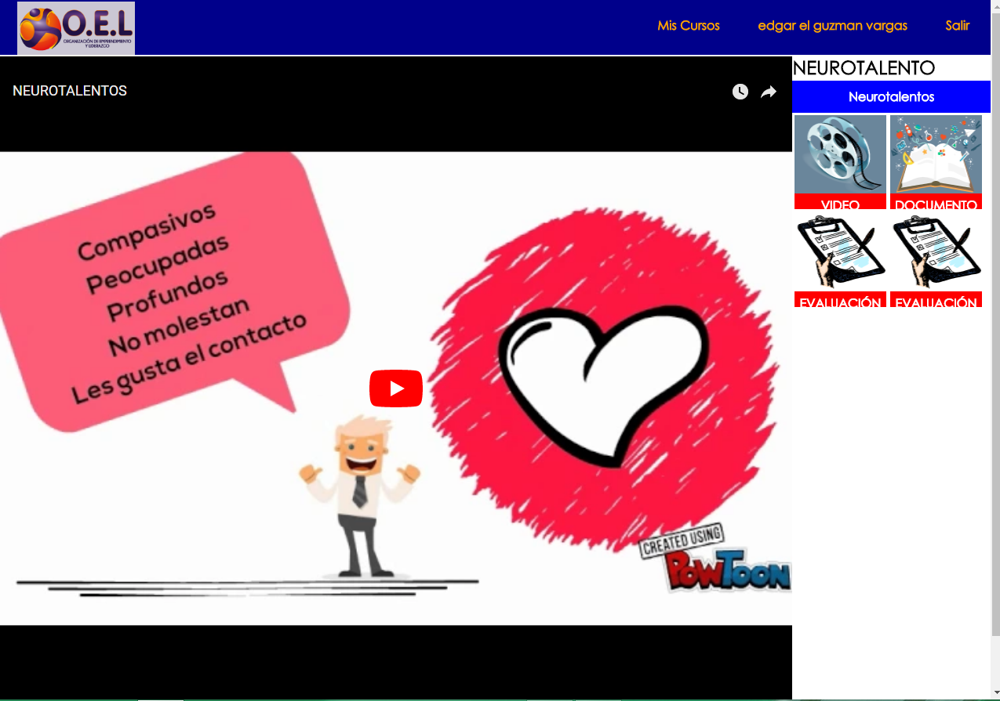 O.E.L
ORGANIZACIÓN DE EMPRENDIMIENTO
Y LIDERAZGO
Mis Cursos
edgar el guzman vargas
Salir
NEUROTALENTOS
NEUROTALENTO
Neurotalentos
VIDEO
DOCUMENTO
EVALUACIÓN
EVALUACIÓN
Compasivos
Peocupadas
Profundos
No molestan
Les gusta el contacto
CREATED USING
POWTOON